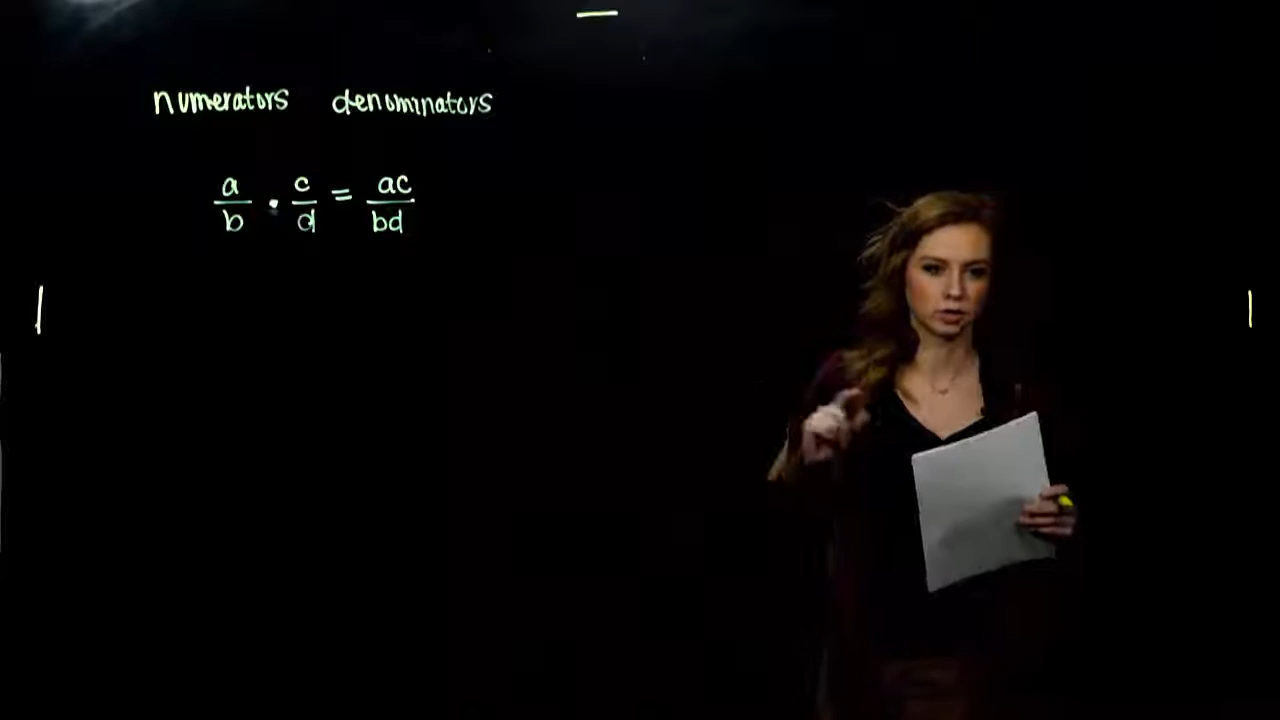 numerators denominators
a/b · c/d = ac/bd